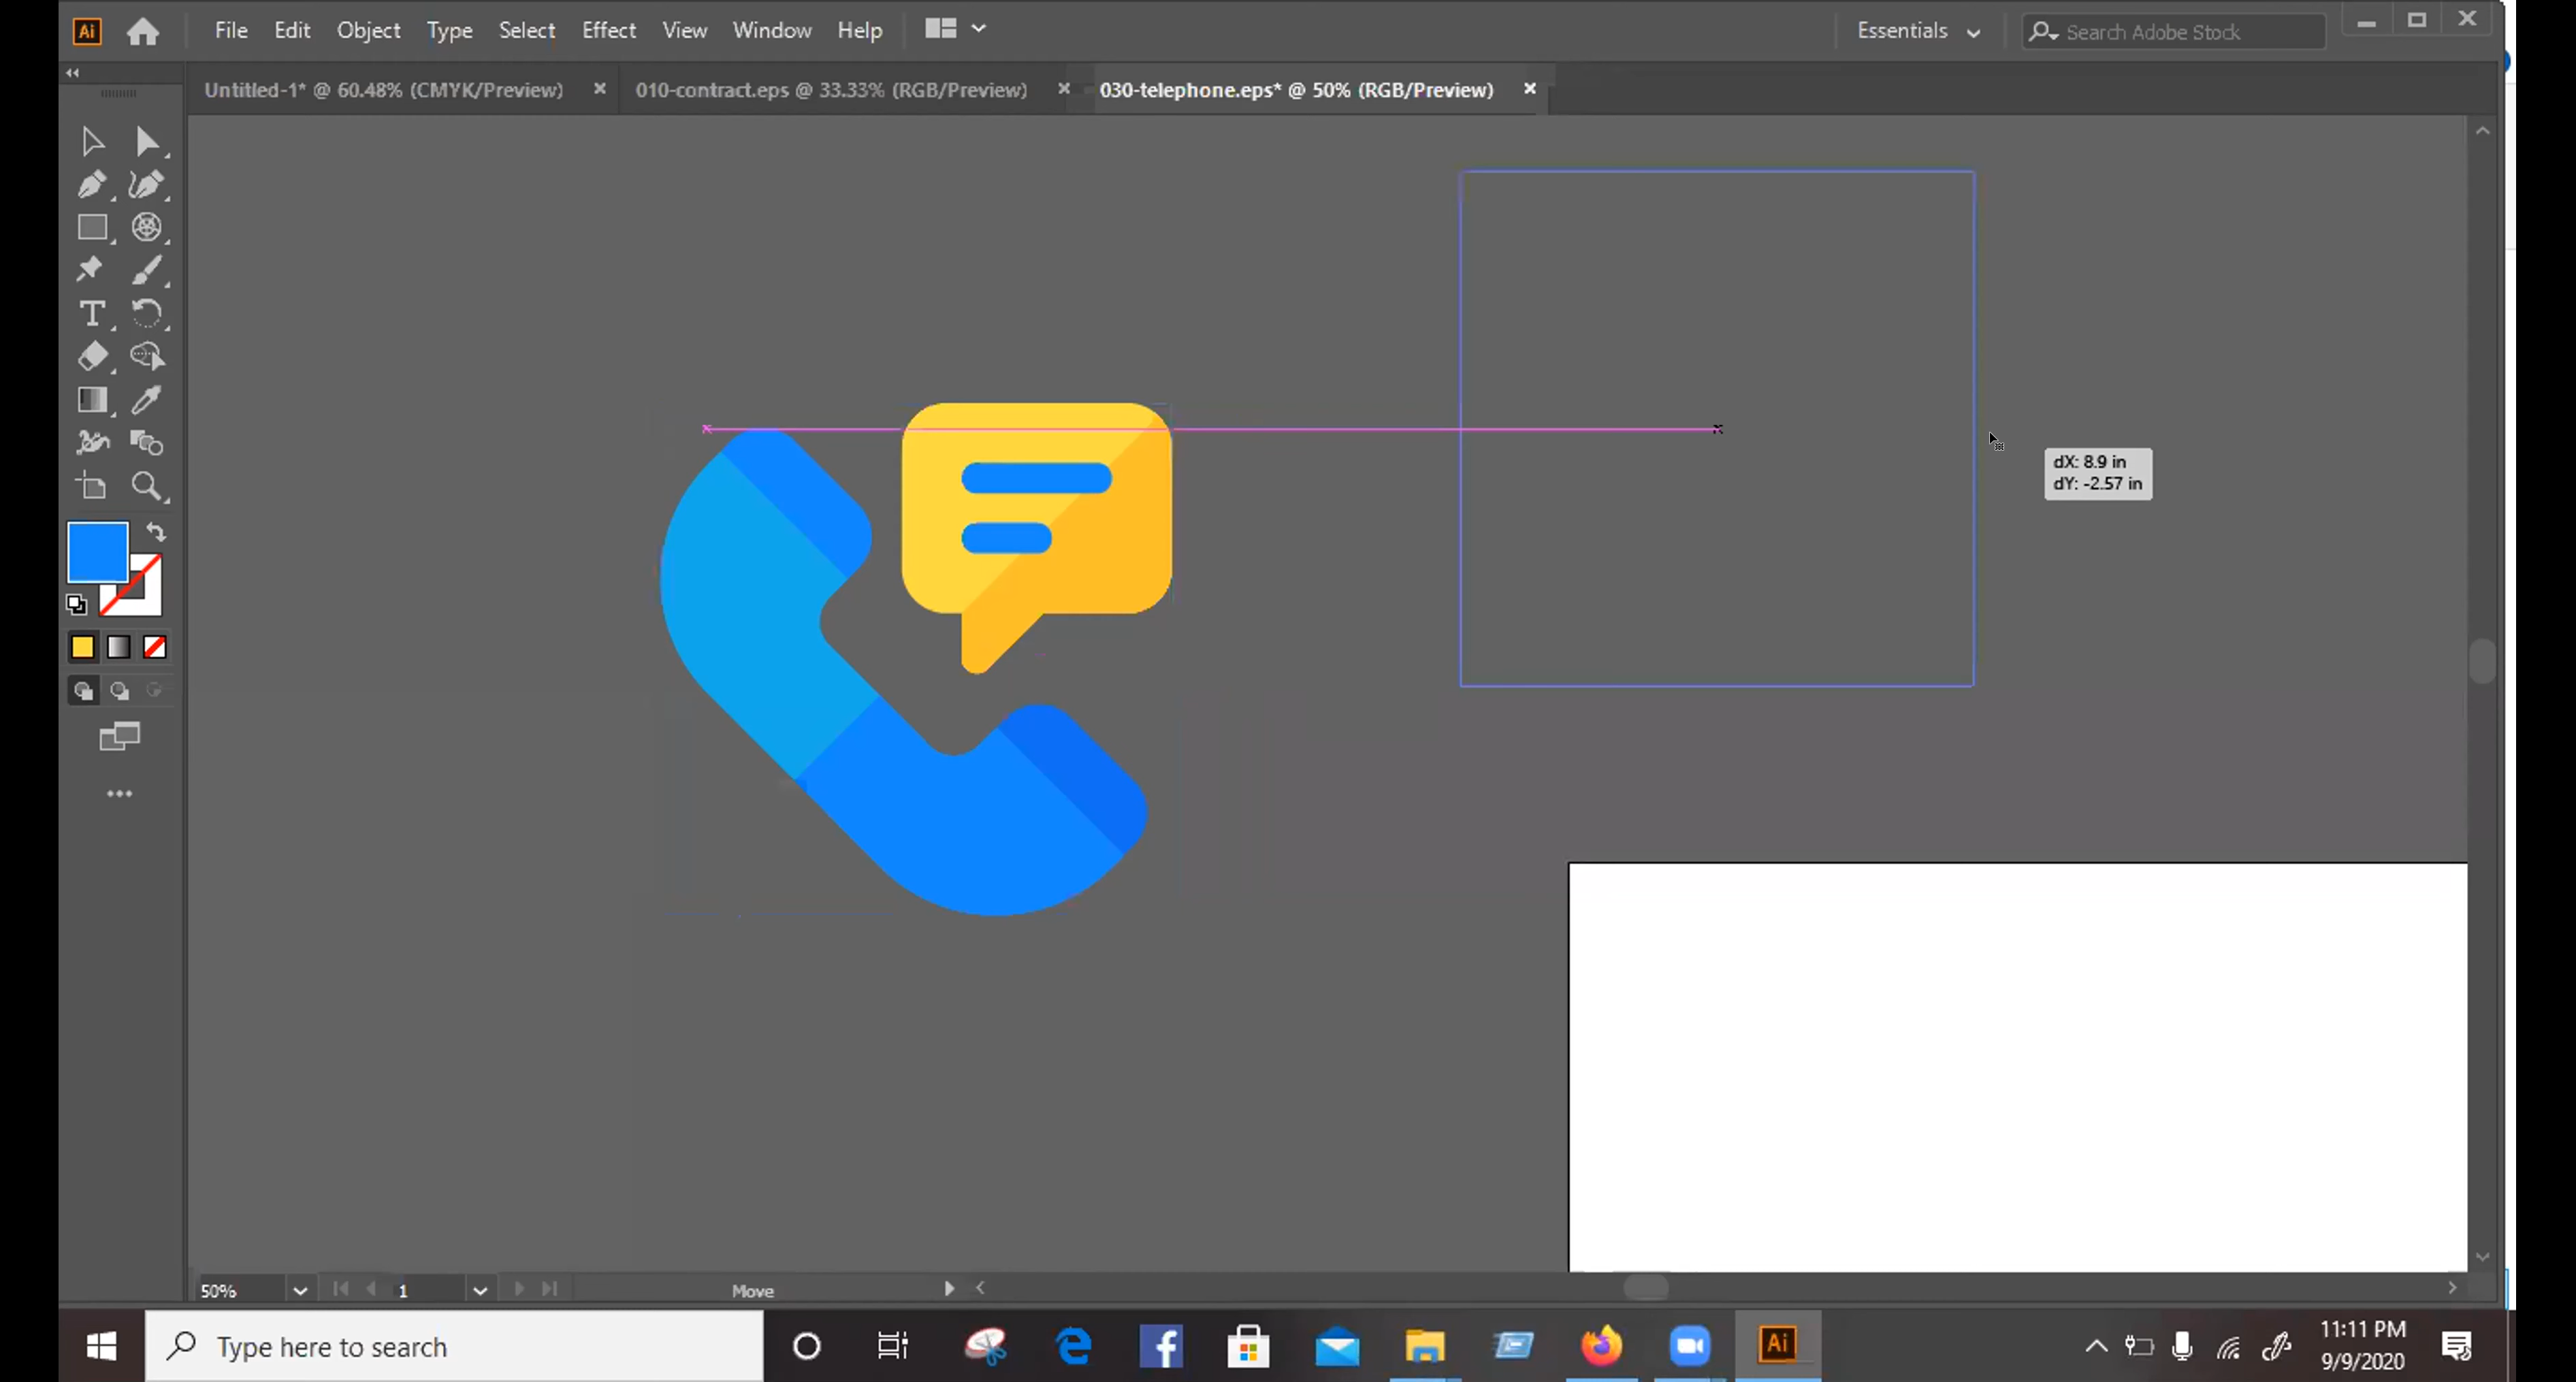 Ai File Edit Object Type Select Effect View Window Help Essentials Search Adobe Stock
Untitled-1* @ 60.48% (CMYK/Preview) 010-contract.eps @ 33.33% (RGB/Preview) 030-telephone.eps* @ 50% (RGB/Preview)
dX: 8.9 in
dY: -2.57 in
50% 1 Move
Type here to search
Ai
11:11 PM
9/9/2020